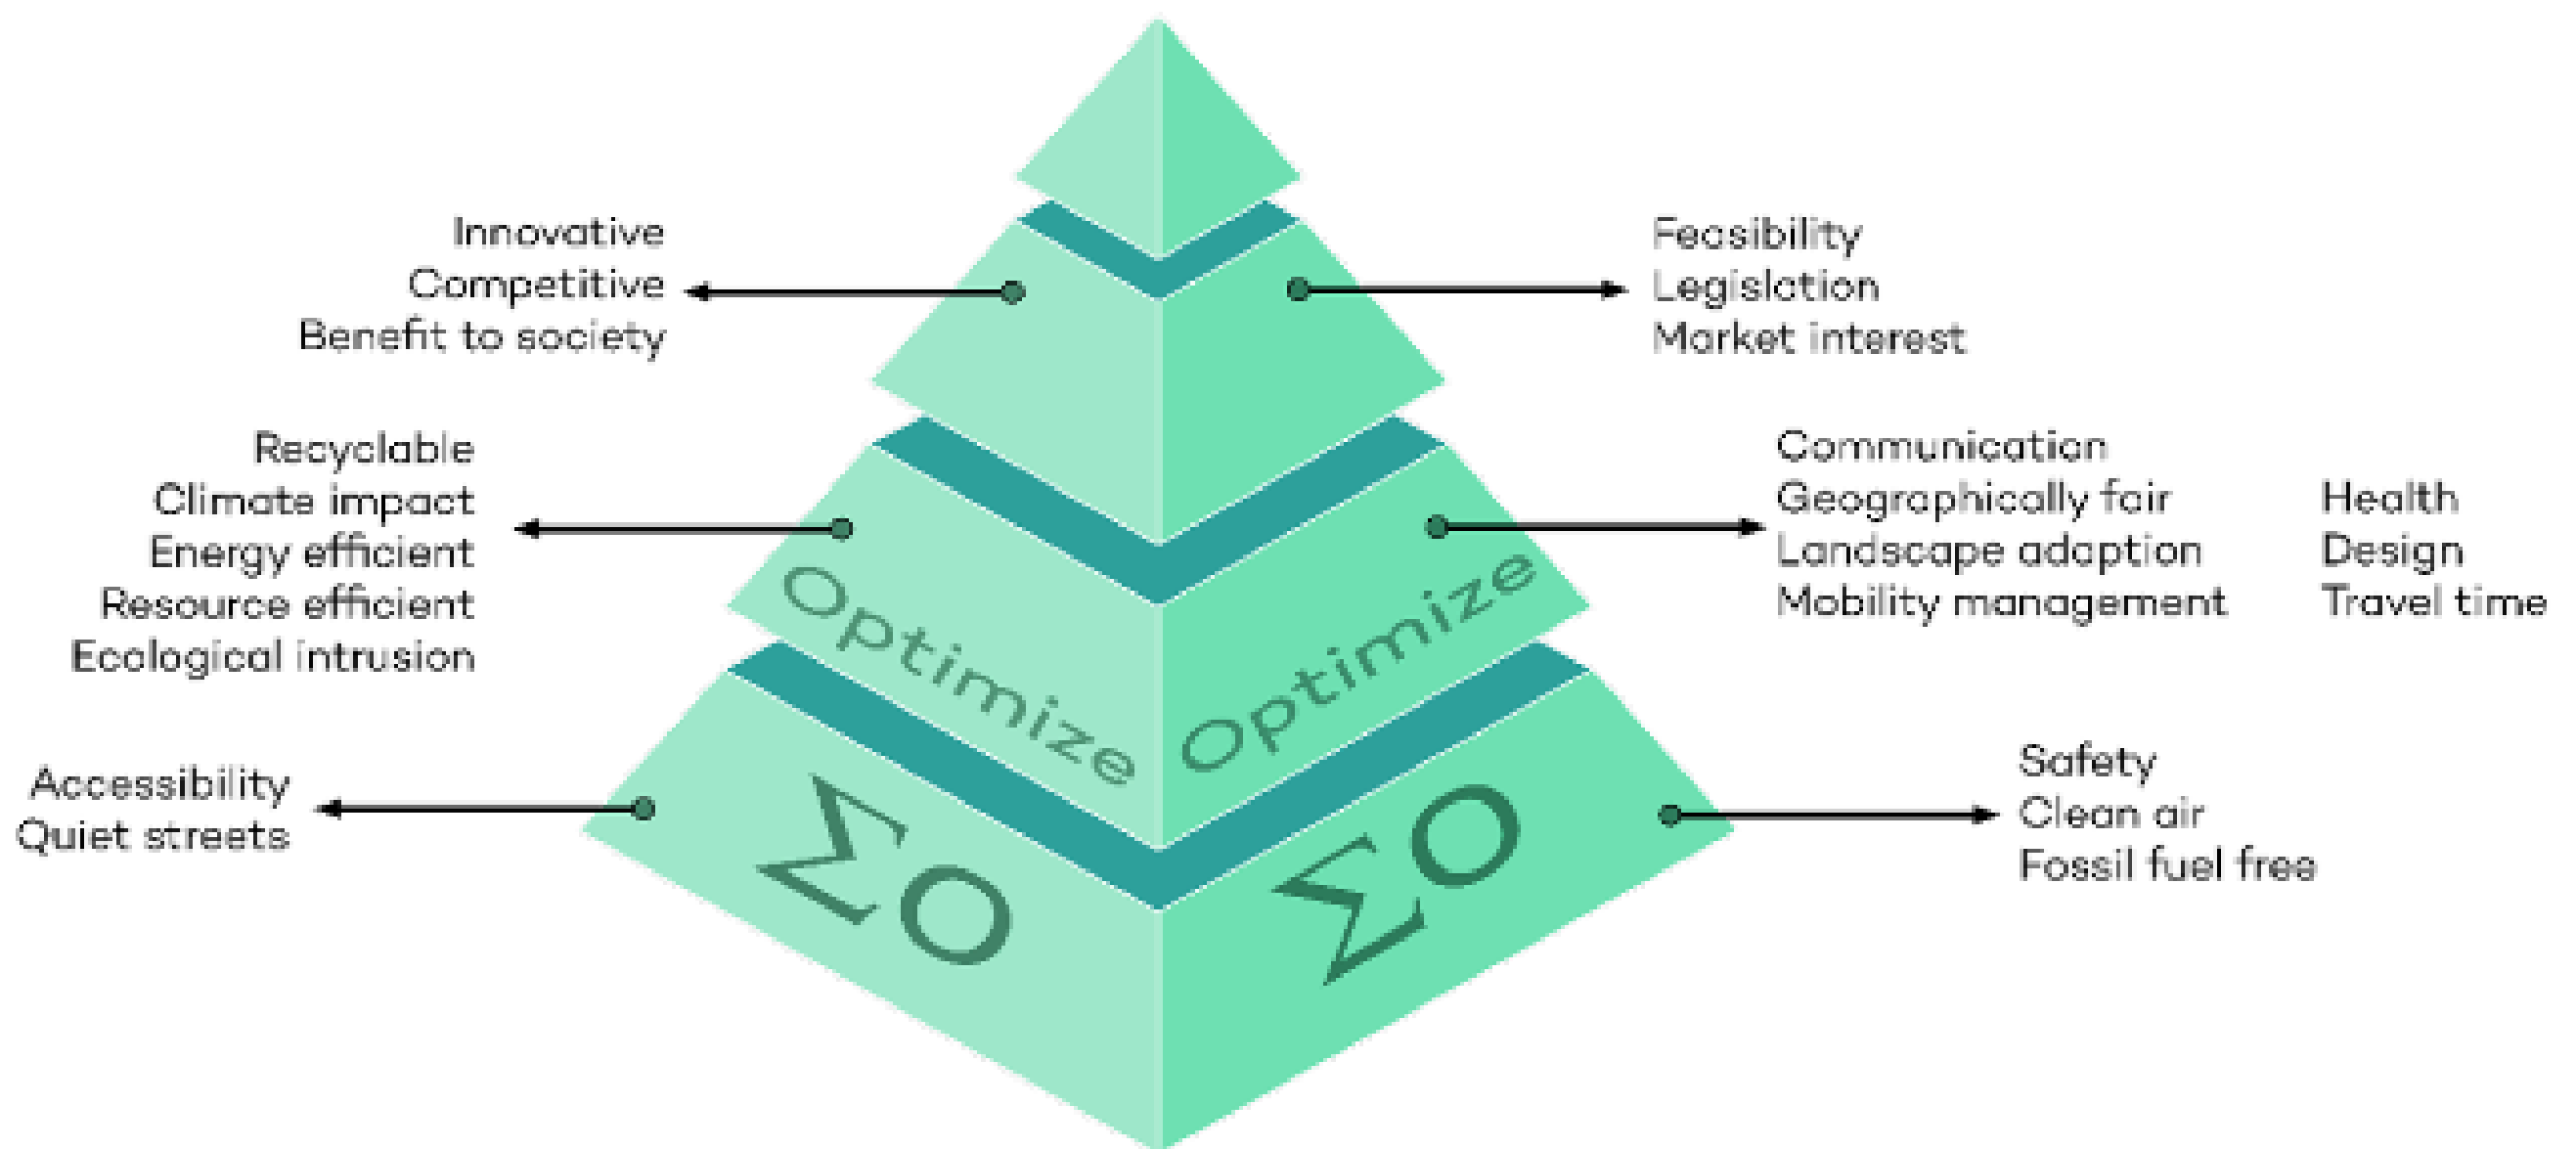 Innovative
Competitive
Benefit to society
Feasibility
Legislation
Market interest
Recyclable
Climate impact
Energy efficient
Resource efficient
Ecological intrusion
Communication
Geographically fair
Landscape adaption
Mobility management
Health
Design
Travel time
Optimize
Optimize
Accessibility
Quiet streets
ΣO
ΣO
Safety
Clean air
Fossil fuel free